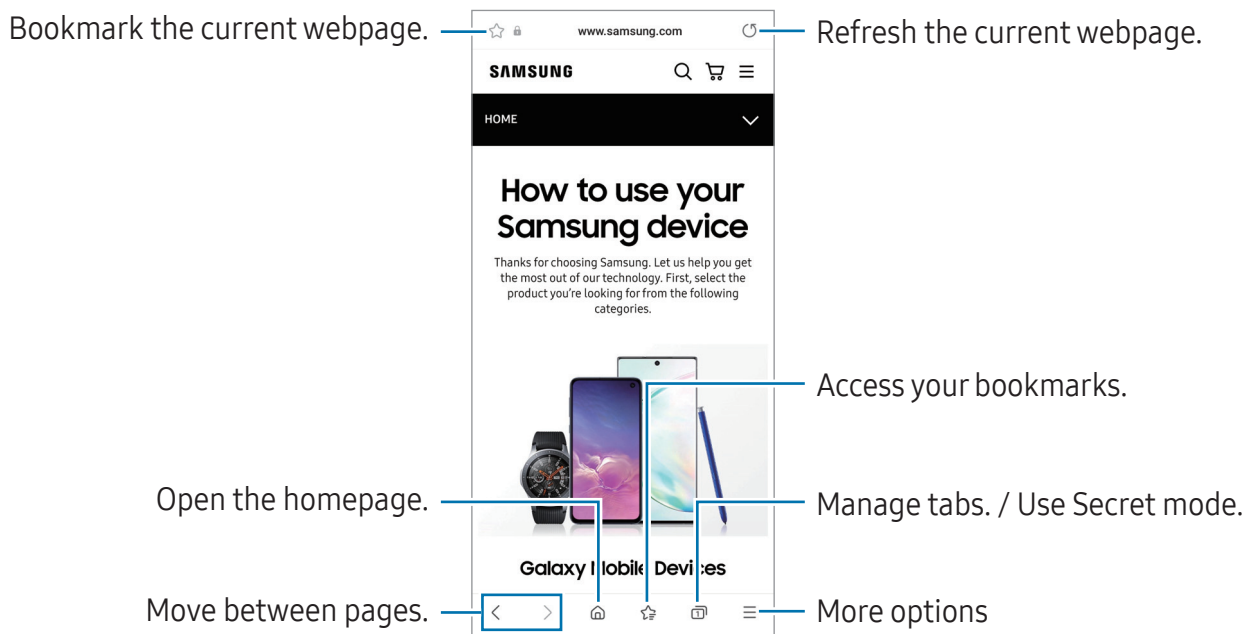 Bookmark the current webpage.
www.samsung.com
Refresh the current webpage.
SAMSUNG
HOME
How to use your
Samsung device
Thanks for choosing Samsung. Let us help you get
the most out of our technology. First, select the
product you're looking for from the following
categories.
Access your bookmarks.
Open the homepage.
Manage tabs. / Use Secret mode.
Galaxy Mobile Devices
Move between pages.
1
More options